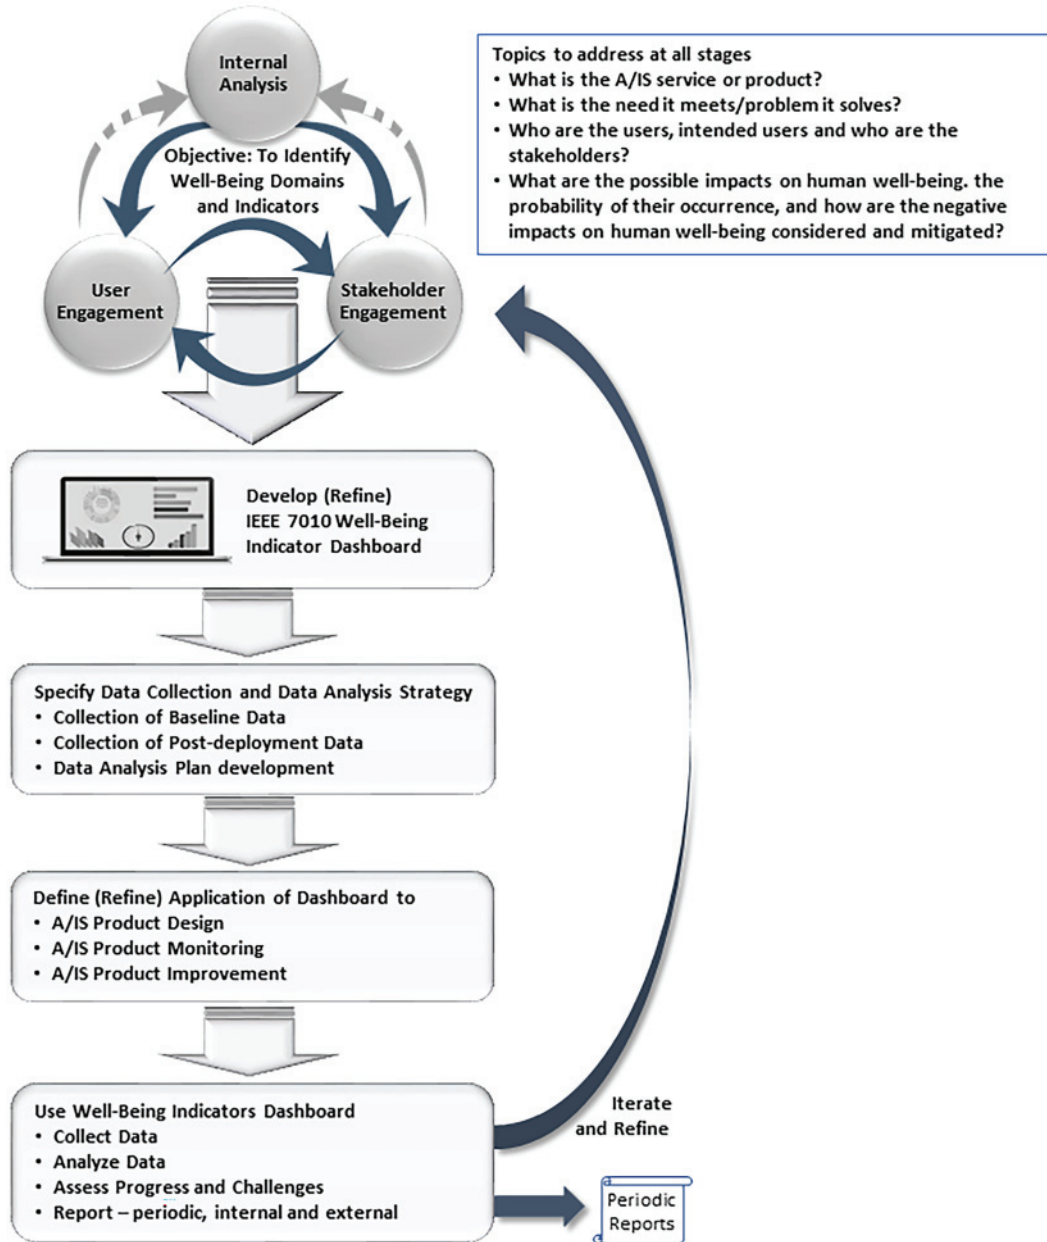 Internal
Analysis
Objective: To Identify
Well-Being Domains
and Indicators
User
Engagement
Stakeholder
Engagement
Topics to address at all stages
• What is the A/IS service or product?
• What is the need it meets/problem it solves?
• Who are the users, intended users and who are the
stakeholders?
• What are the possible impacts on human well-being. the
probability of their occurrence, and how are the negative
impacts on human well-being considered and mitigated?
Develop (Refine)
IEEE 7010 Well-Being
Indicator Dashboard
Specify Data Collection and Data Analysis Strategy
• Collection of Baseline Data
• Collection of Post-deployment Data
• Data Analysis Plan development
Define (Refine) Application of Dashboard to
• A/IS Product Design
• A/IS Product Monitoring
• A/IS Product Improvement
Use Well-Being Indicators Dashboard
• Collect Data
• Analyze Data
• Assess Progress and Challenges
• Report – periodic, internal and external
Iterate
and Refine
Periodic
Reports